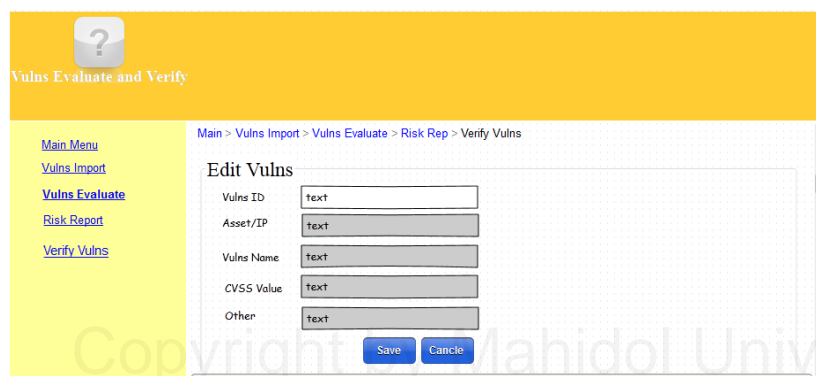 ?
Vulns Evaluate and Verify
Main > Vulns Import > Vulns Evaluate > Risk Rep > Verify Vulns
Main Menu
Vulns Import
Vulns Evaluate
Risk Report
Verify Vulns
Edit Vulns
Vulns ID text
Asset/IP text
Vulns Name text
CVSS Value text
Other text
Save Cancle
Copyright by Mahidol Univ